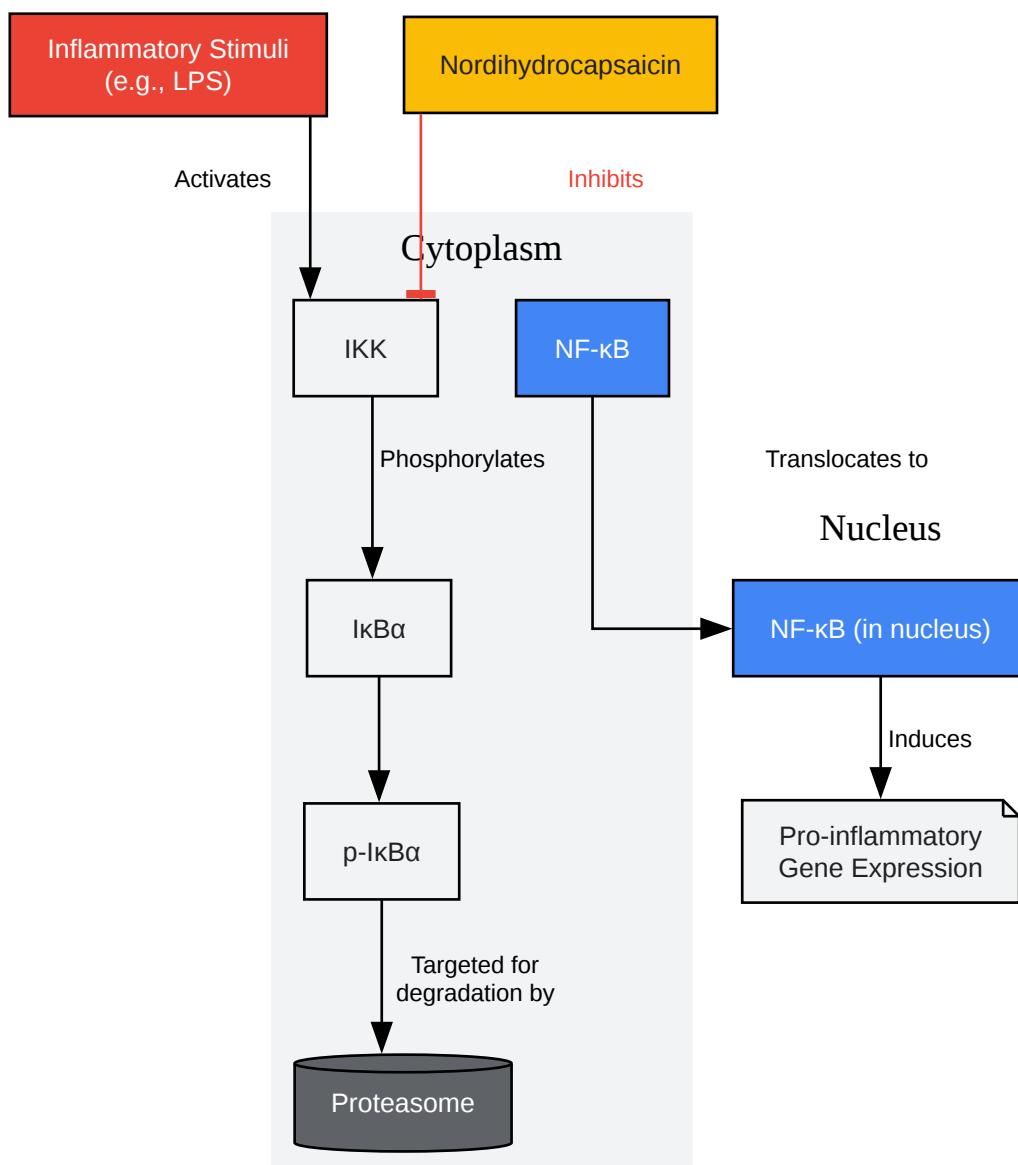 Inflammatory Stimuli
(e.g., LPS)
Nordihydrocapsaicin
Activates
Inhibits
Cytoplasm
IKK
NF-κB
Phosphorylates
Translocates to
Nucleus
IκBα
NF-κB (in nucleus)
Induces
p-IκBα
Pro-inflammatory
Gene Expression
Targeted for
degradation by
Proteasome